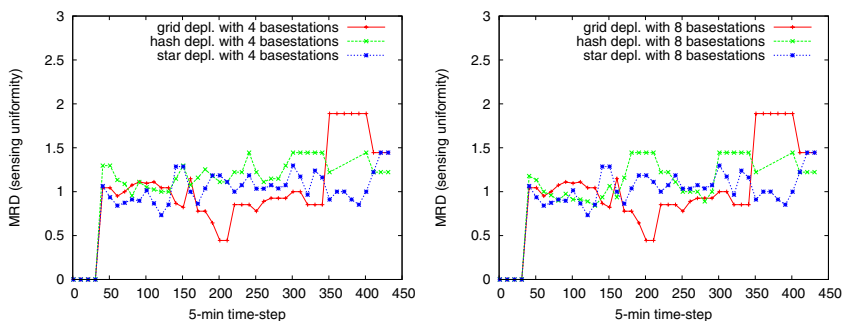 3
2.5
2
1.5
1
0.5
0
MRD (sensing uniformity)
grid depl. with 4 basestations
hash depl. with 4 basestations
star depl. with 4 basestations
0 50 100 150 200 250 300 350 400 450
5-min time-step
3
2.5
2
1.5
1
0.5
0
MRD (sensing uniformity)
grid depl. with 8 basestations
hash depl. with 8 basestations
star depl. with 8 basestations
0 50 100 150 200 250 300 350 400 450
5-min time-step